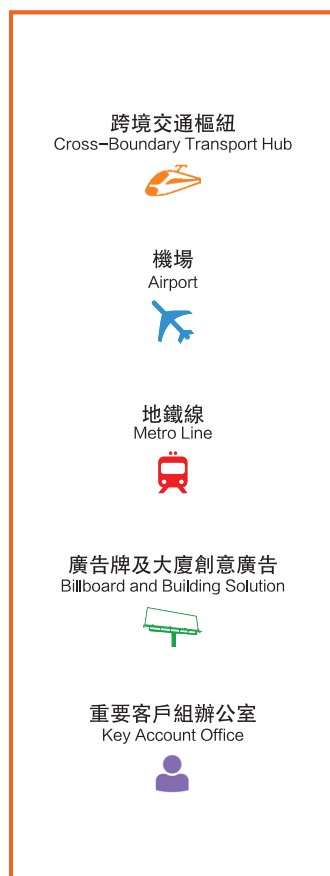 跨境交通樞紐
Cross-Boundary Transport Hub
機場
Airport
地鐵線
Metro Line
廣告牌及大廈創意廣告
Billboard and Building Solution
重要客戶組辦公室
Key Account Office